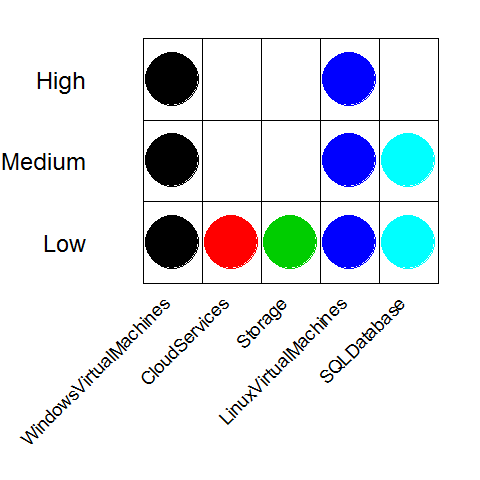 High
Medium
Low
WindowsVirtualMachines
CloudServices
Storage
LinuxVirtualMachines
SQLDatabase